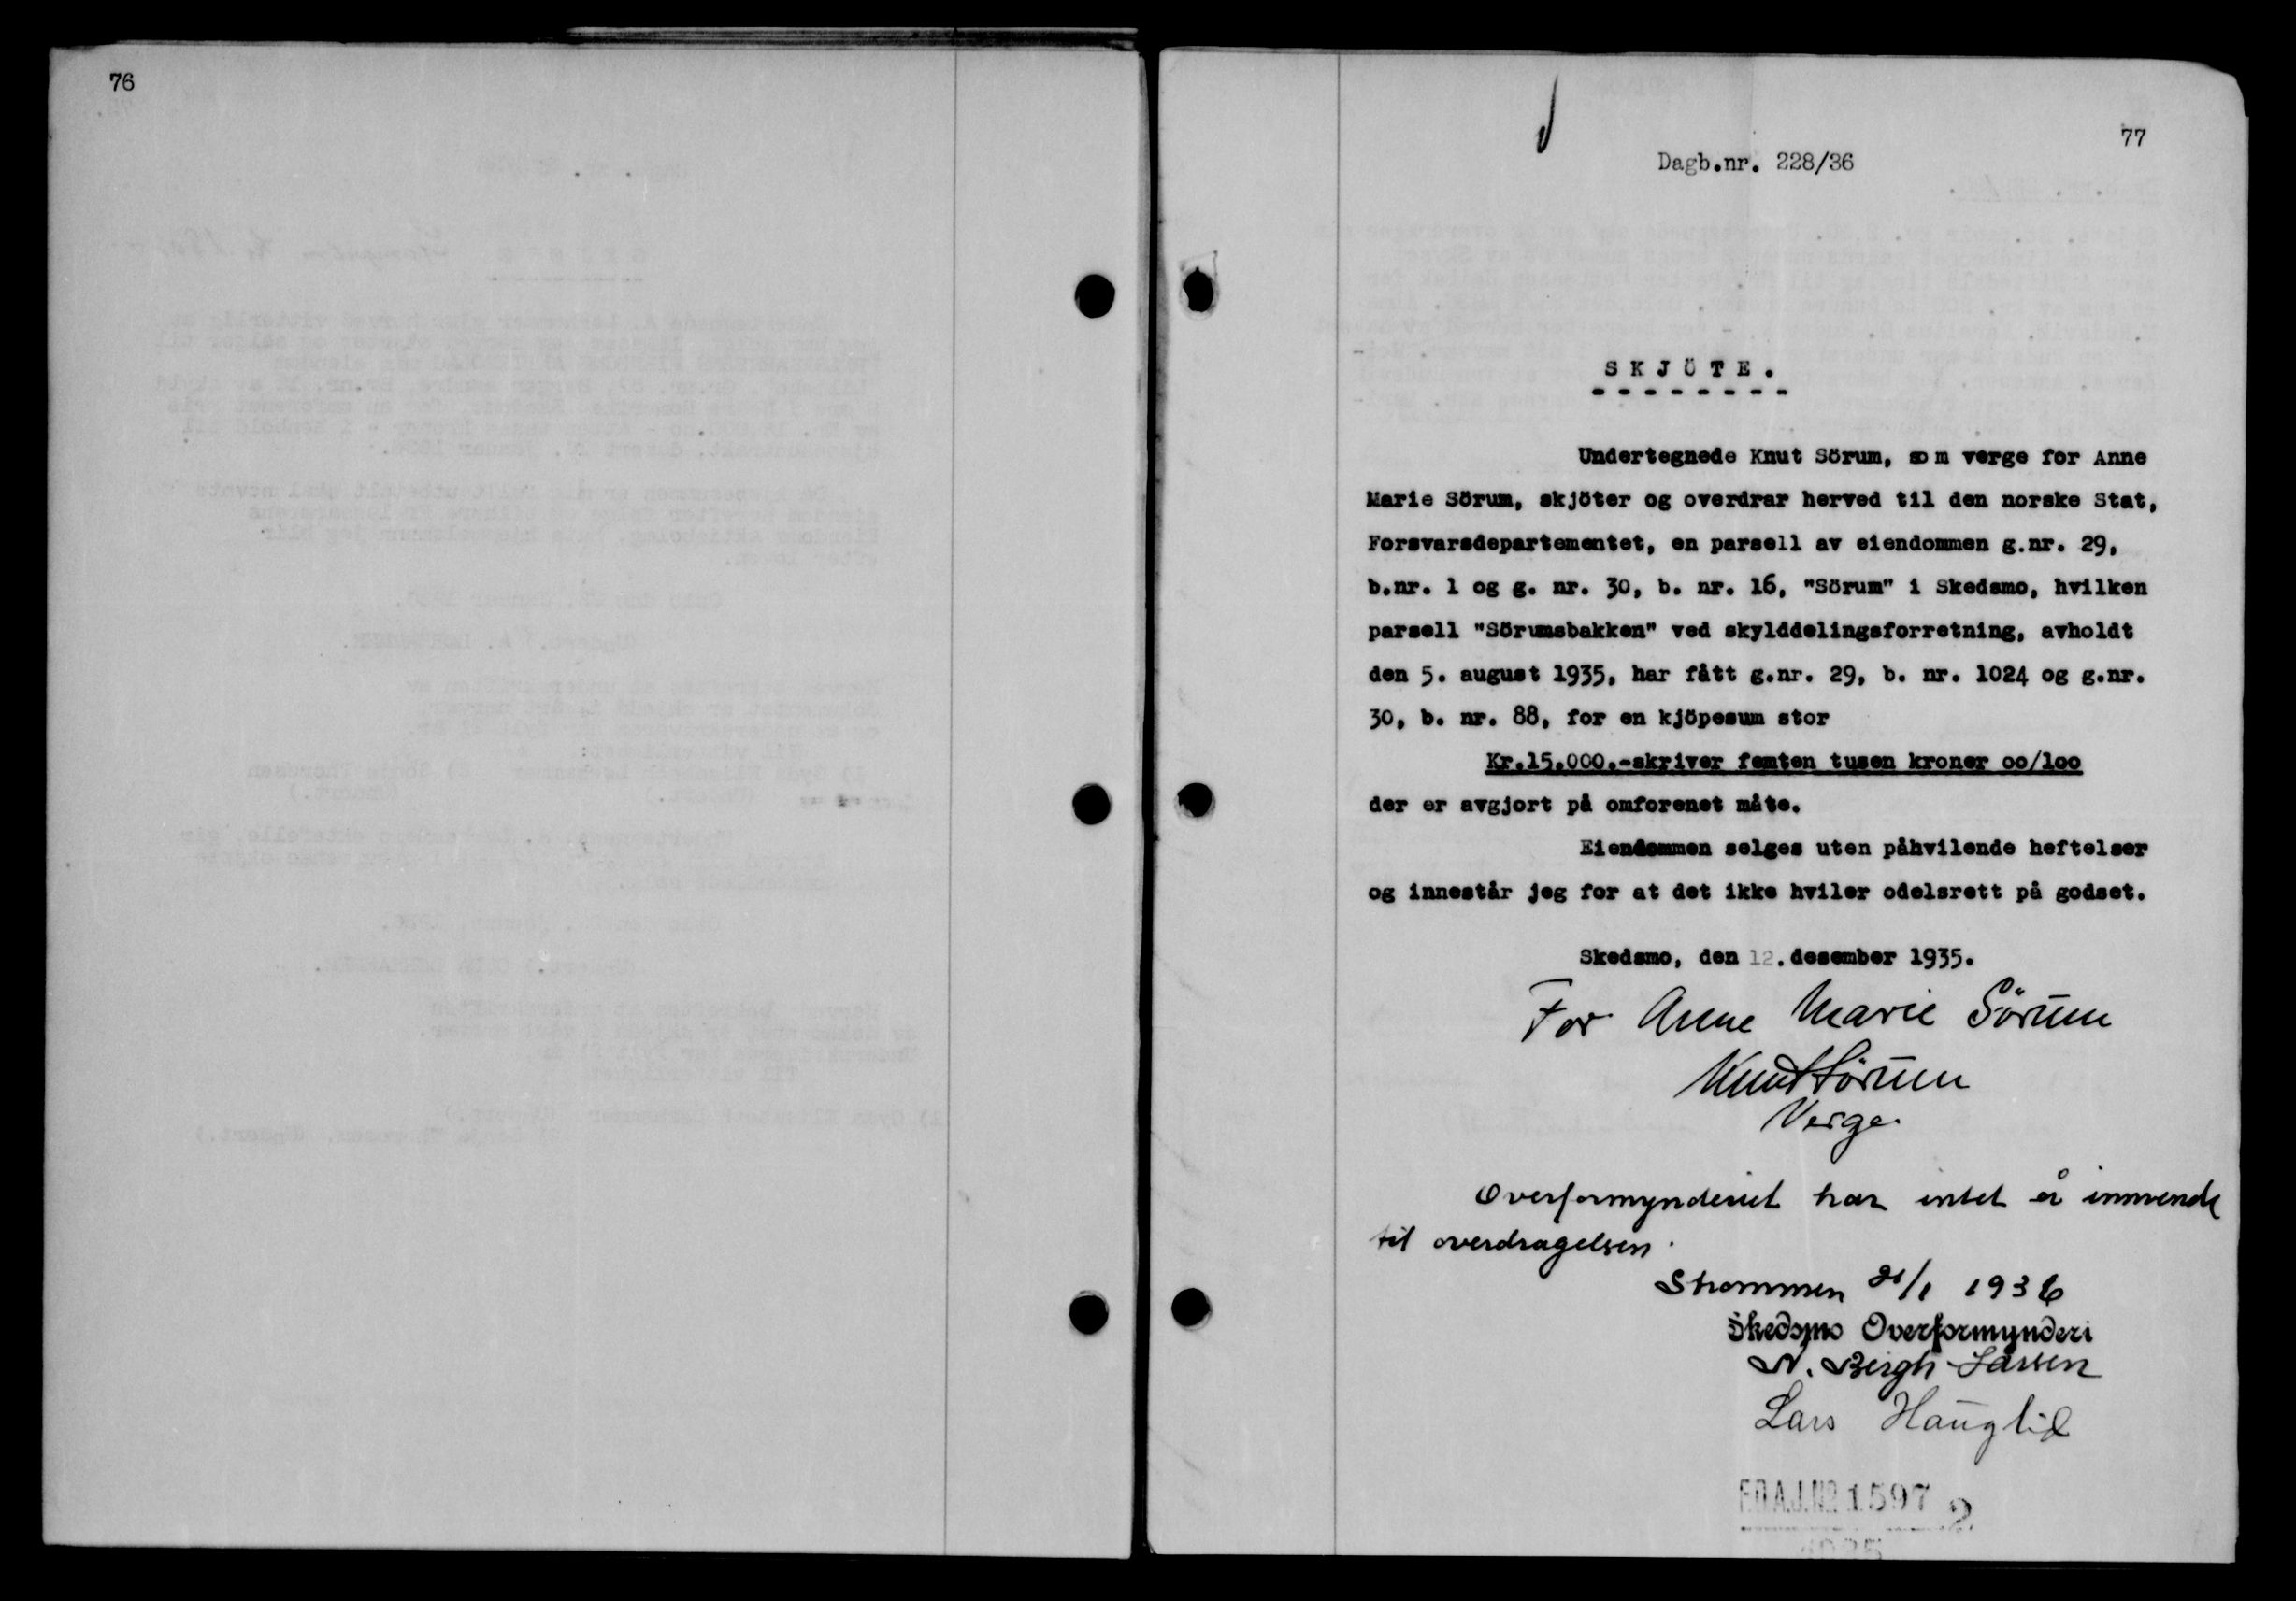 76
77
Dagb.nr. 228/36
SKJÖTE.
Undertegnede Knut Sörum, som verge for Anne
Marie Sörum, skjöter og overdrar herved til den norske Stat,
Forsvarsdepartementet, en parsell av eiendommen g.nr. 29,
b.nr. 1 og g. nr. 30, b. nr. 16, "Sörum" i Skedsmo, hvilken
parsell "Sörumsbakken" ved skylddelingsforretning, avholdt
den 5. august 1935, har fått g.nr. 29, b. nr. 1024 og g.nr.
30, b. nr. 88, for en kjöpesum stor
Kr.15.000.-skriver femten tusen kroner oo/loo
der er avgjort på omforenet måte.
Eiendommen selges uten påhvilende heftelser
og innestår jeg for at det ikke hviler odelsrett på godset.
Skedsmo, den 12. desember 1935.
For Anne Marie Sörum
Knut Sörum
Verge.
Overformynderiet har intet å innvende
til overdragelsen.
Strommen 21/1 1936
Skedsmo Overformynderi
N. Bergh-Larsen
Lars Hauglid
F.D.A.J.No 1597 2
1935